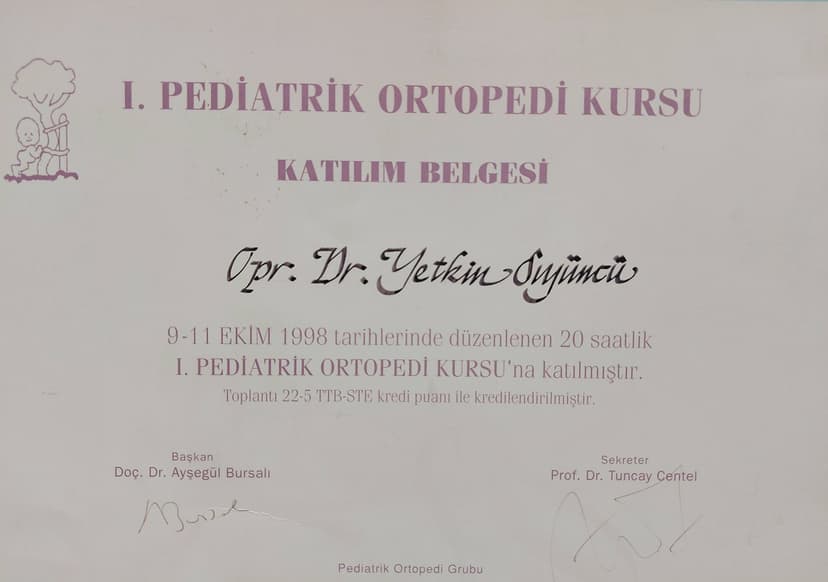 I. PEDİATRİK ORTOPEDİ KURSU
KATILIM BELGESİ
Opr. Dr. Yetkin Söyüncü
9-11 EKİM 1998 tarihlerinde düzenlenen 20 saatlik
I. PEDİATRİK ORTOPEDİ KURSU'na katılmıştır.
Toplantı 22-5 TTB-STE kredi puanı ile kredilendirilmiştir.
Başkan
Doç. Dr. Ayşegül Bursalı
Sekreter
Prof. Dr. Tuncay Centel
Pediatrik Ortopedi Grubu